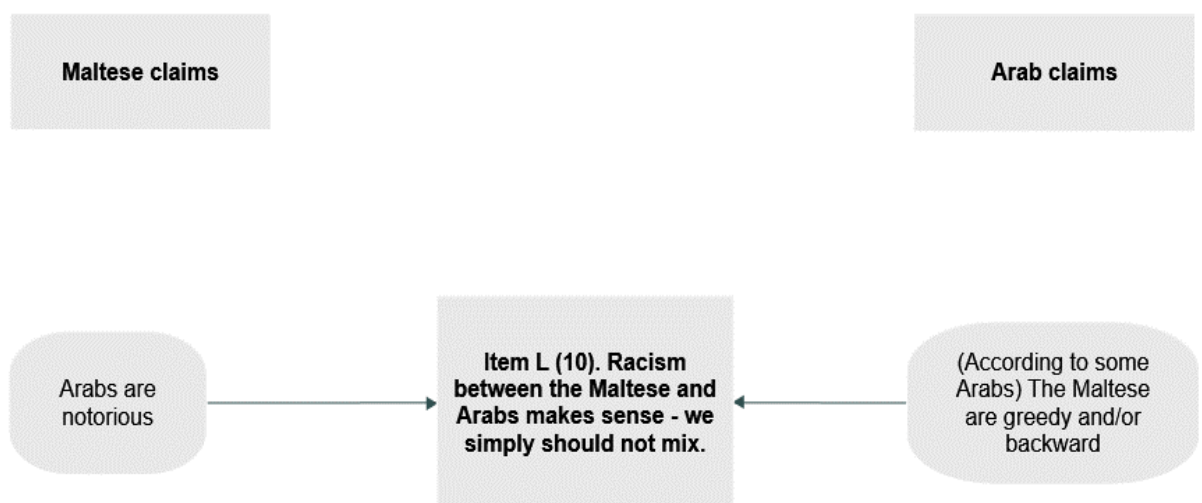 Maltese claims
Arab claims
Arabs are
notorious
Item L (10). Racism
between the Maltese and
Arabs makes sense - we
simply should not mix.
(According to some
Arabs) The Maltese
are greedy and/or
backward